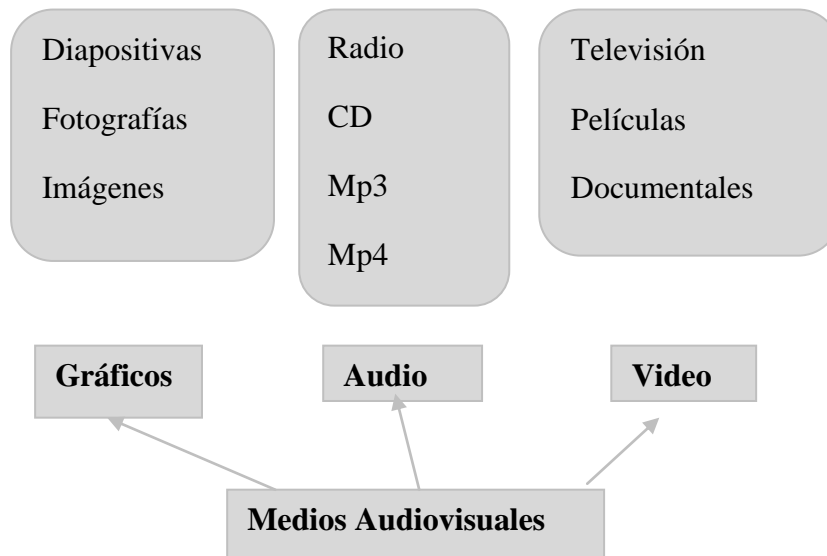 Diapositivas
Fotografías
Imágenes
Radio
CD
Mp3
Mp4
Televisión
Películas
Documentales
Gráficos
Audio
Video
Medios Audiovisuales